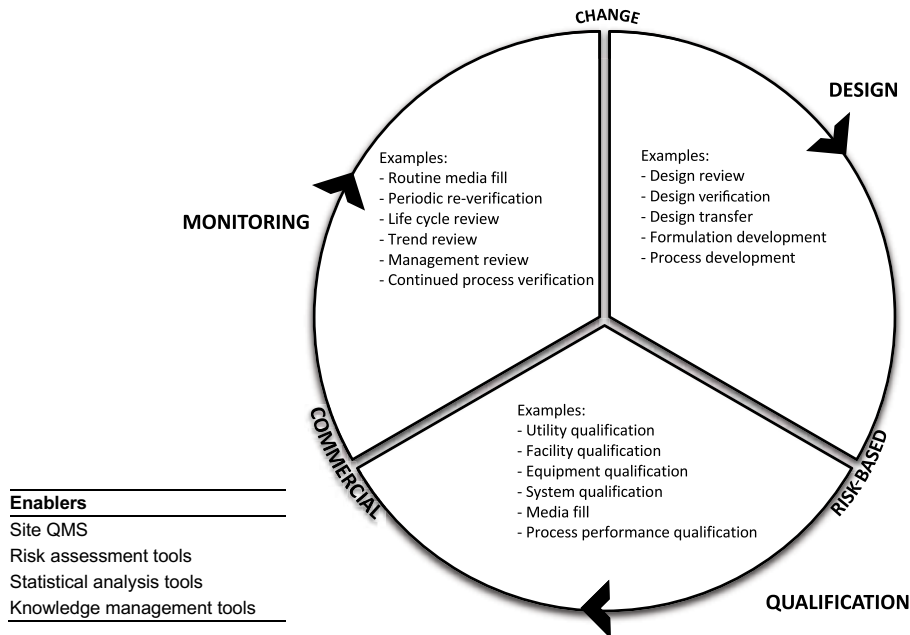 CHANGE
DESIGN
Examples:
- Design review
- Design verification
- Design transfer
- Formulation development
- Process development
RISK-BASED
QUALIFICATION
Examples:
- Utility qualification
- Facility qualification
- Equipment qualification
- System qualification
- Media fill
- Process performance qualification
COMMERCIAL
MONITORING
Examples:
- Routine media fill
- Periodic re-verification
- Life cycle review
- Trend review
- Management review
- Continued process verification
Enablers
Site QMS
Risk assessment tools
Statistical analysis tools
Knowledge management tools